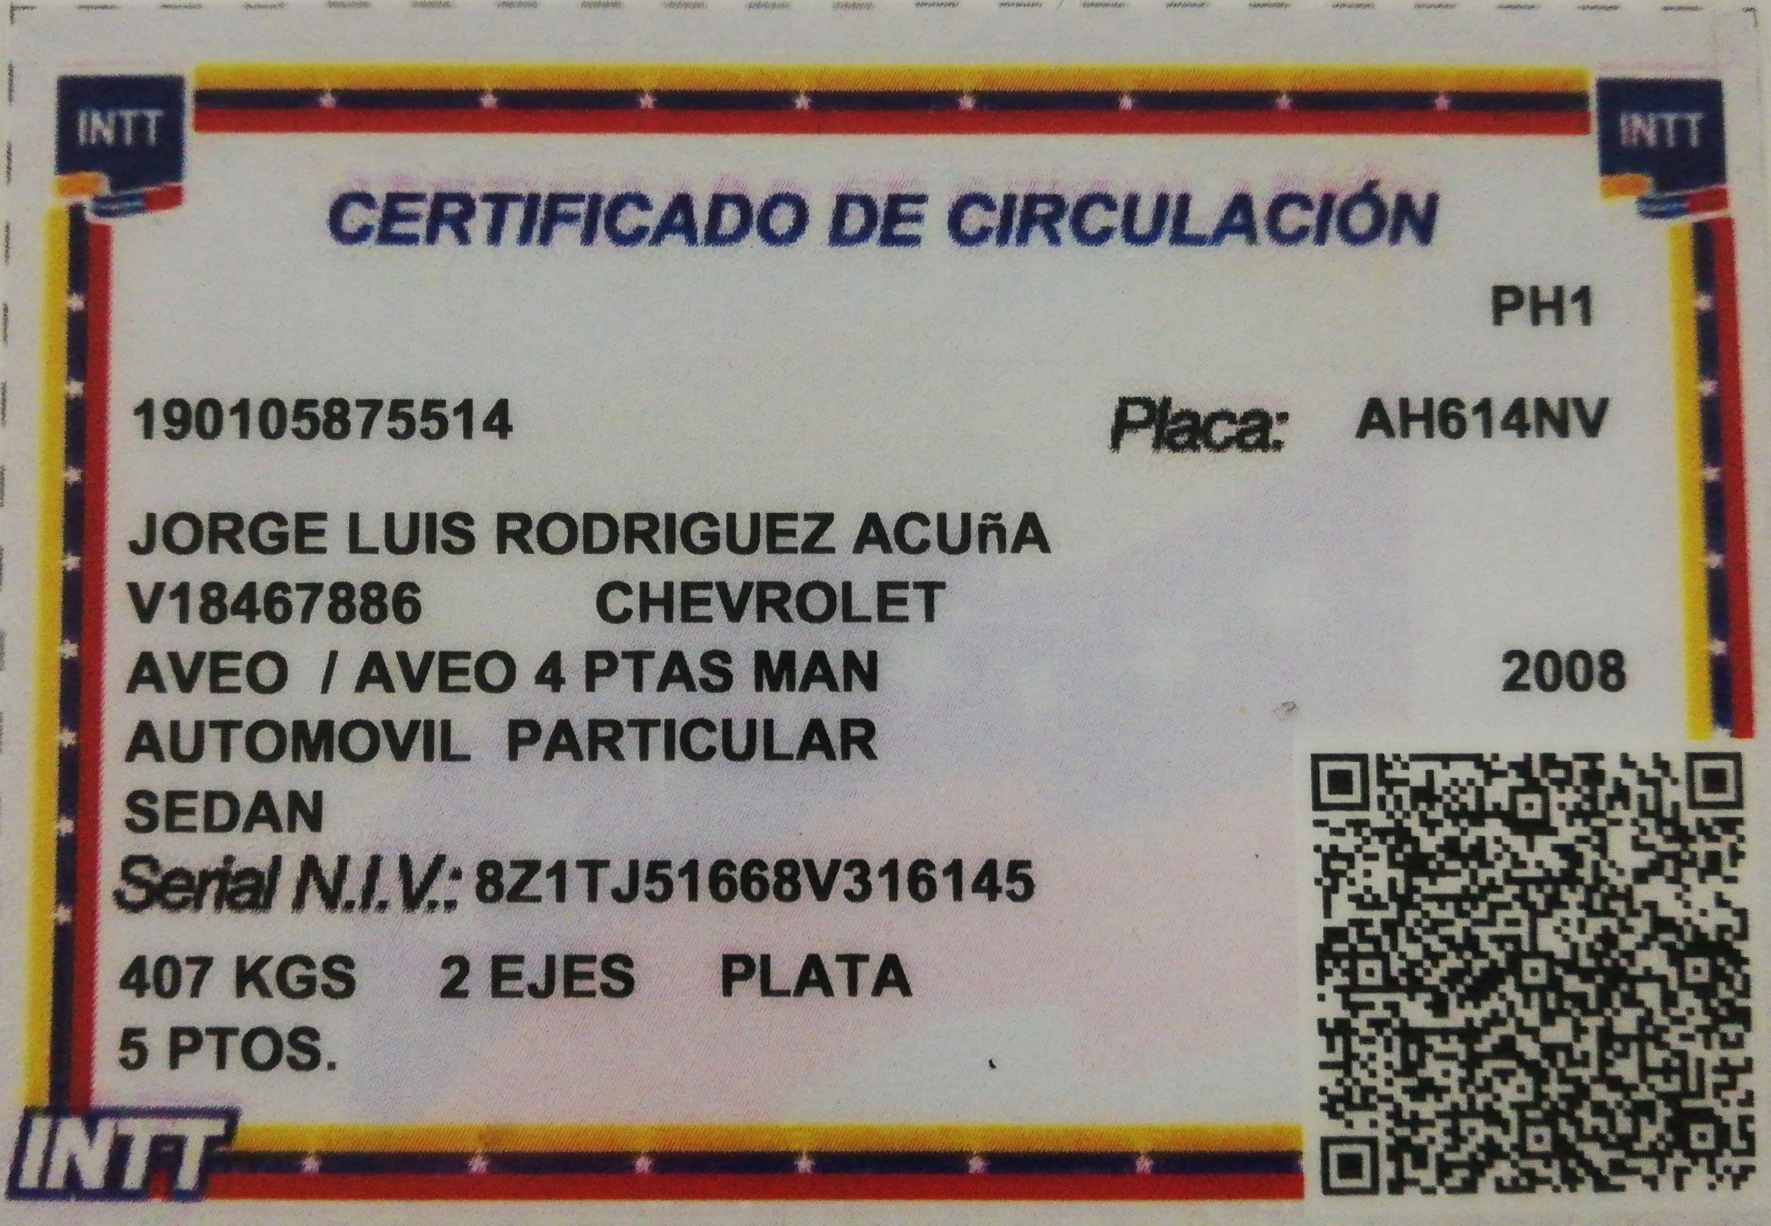 INTT
INTT
CERTIFICADO DE CIRCULACIÓN
PH1
190105875514 Placa: AH614NV
JORGE LUIS RODRIGUEZ ACUñA
V18467886 CHEVROLET
AVEO / AVEO 4 PTAS MAN 2008
AUTOMOVIL PARTICULAR
SEDAN
Serial N.I.V.: 8Z1TJ51668V316145
407 KGS 2 EJES PLATA
5 PTOS.
INTT